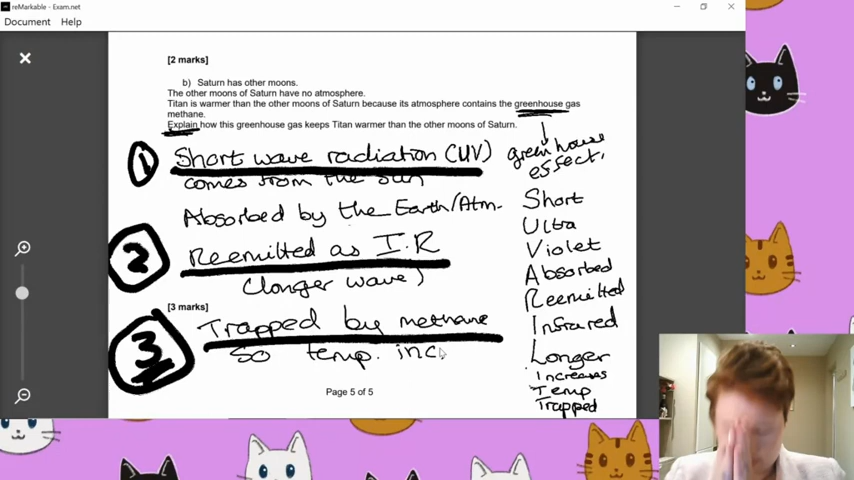 reMarkable - Exam.net
Document Help
[2 marks]
b) Saturn has other moons.
The other moons of Saturn have no atmosphere.
Titan is warmer than the other moons of Saturn because its atmosphere contains the greenhouse gas
methane.
Explain how this greenhouse gas keeps Titan warmer than the other moons of Saturn.
1 Short wave radiation (UV)
comes from the sun
Absorbed by the Earth/Atm.
2 Reemitted as I.R
(longer wave)
[3 marks]
3 Trapped by methane
so temp. inc
Page 5 of 5
greenhouse
effect.
Short
Ultra
Violet
Absorbed
Reemitted
Infrared
Longer
Increases
Temp
Trapped